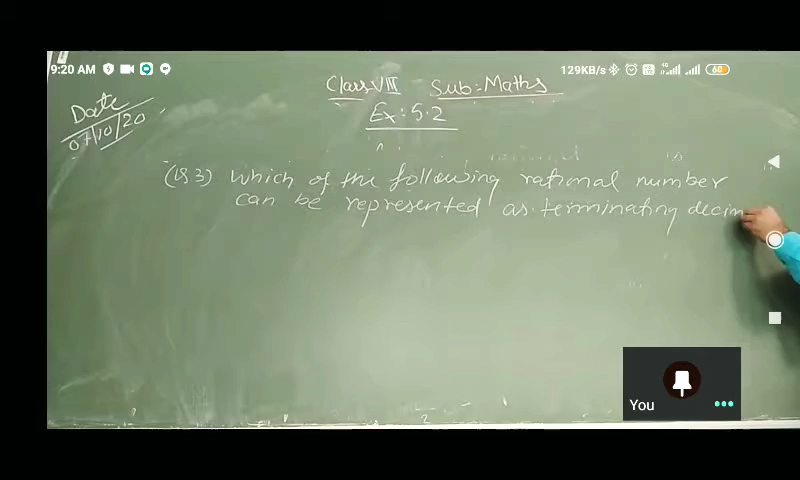 9:20 AM
129KB/s
60
Class-VIII Sub:-Maths
Date
07/10/20
Ex: 5.2
(Q3) which of the following rational number
can be represented as terminating decim
You